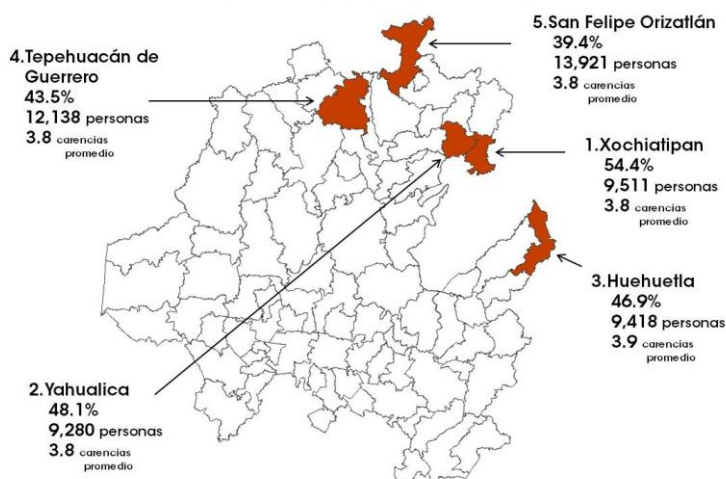 5.San Felipe Orizatlán
39.4%
13,921 personas
3.8 carencias
promedio
4.Tepehuacán de
Guerrero
43.5%
12,138 personas
3.8 carencias
promedio
1.Xochiatipan
54.4%
9,511 personas
3.8 carencias
promedio
3.Huehuetla
46.9%
9,418 personas
3.9 carencias
promedio
2.Yahualica
48.1%
9,280 personas
3.8 carencias
promedio